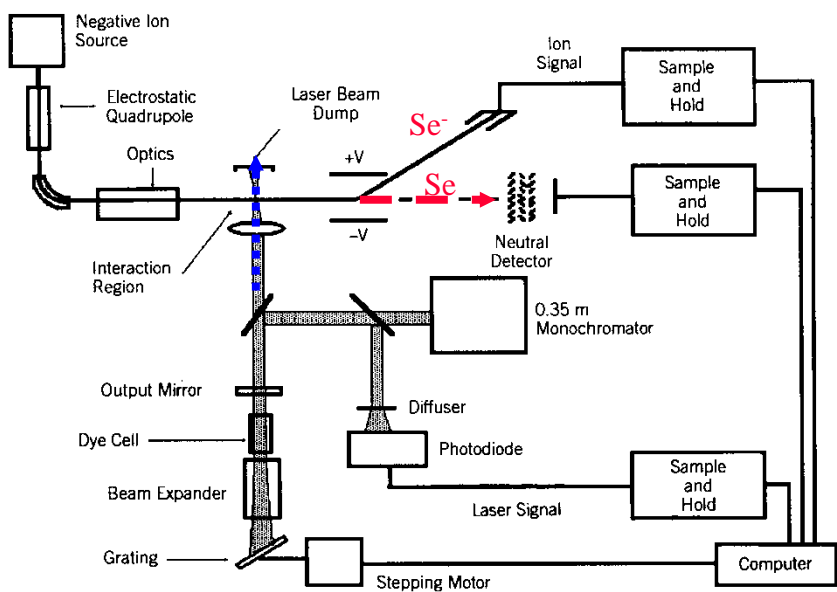 Negative Ion
Source
Electrostatic
Quadrupole
Optics
Laser Beam
Dump
Ion
Signal
Sample
and
Hold
Se-
+V
Se
−V
Sample
and
Hold
Neutral
Detector
Interaction
Region
0.35 m
Monochromator
Output Mirror
Diffuser
Dye Cell
Photodiode
Beam Expander
Sample
and
Hold
Laser Signal
Grating
Stepping Motor
Computer